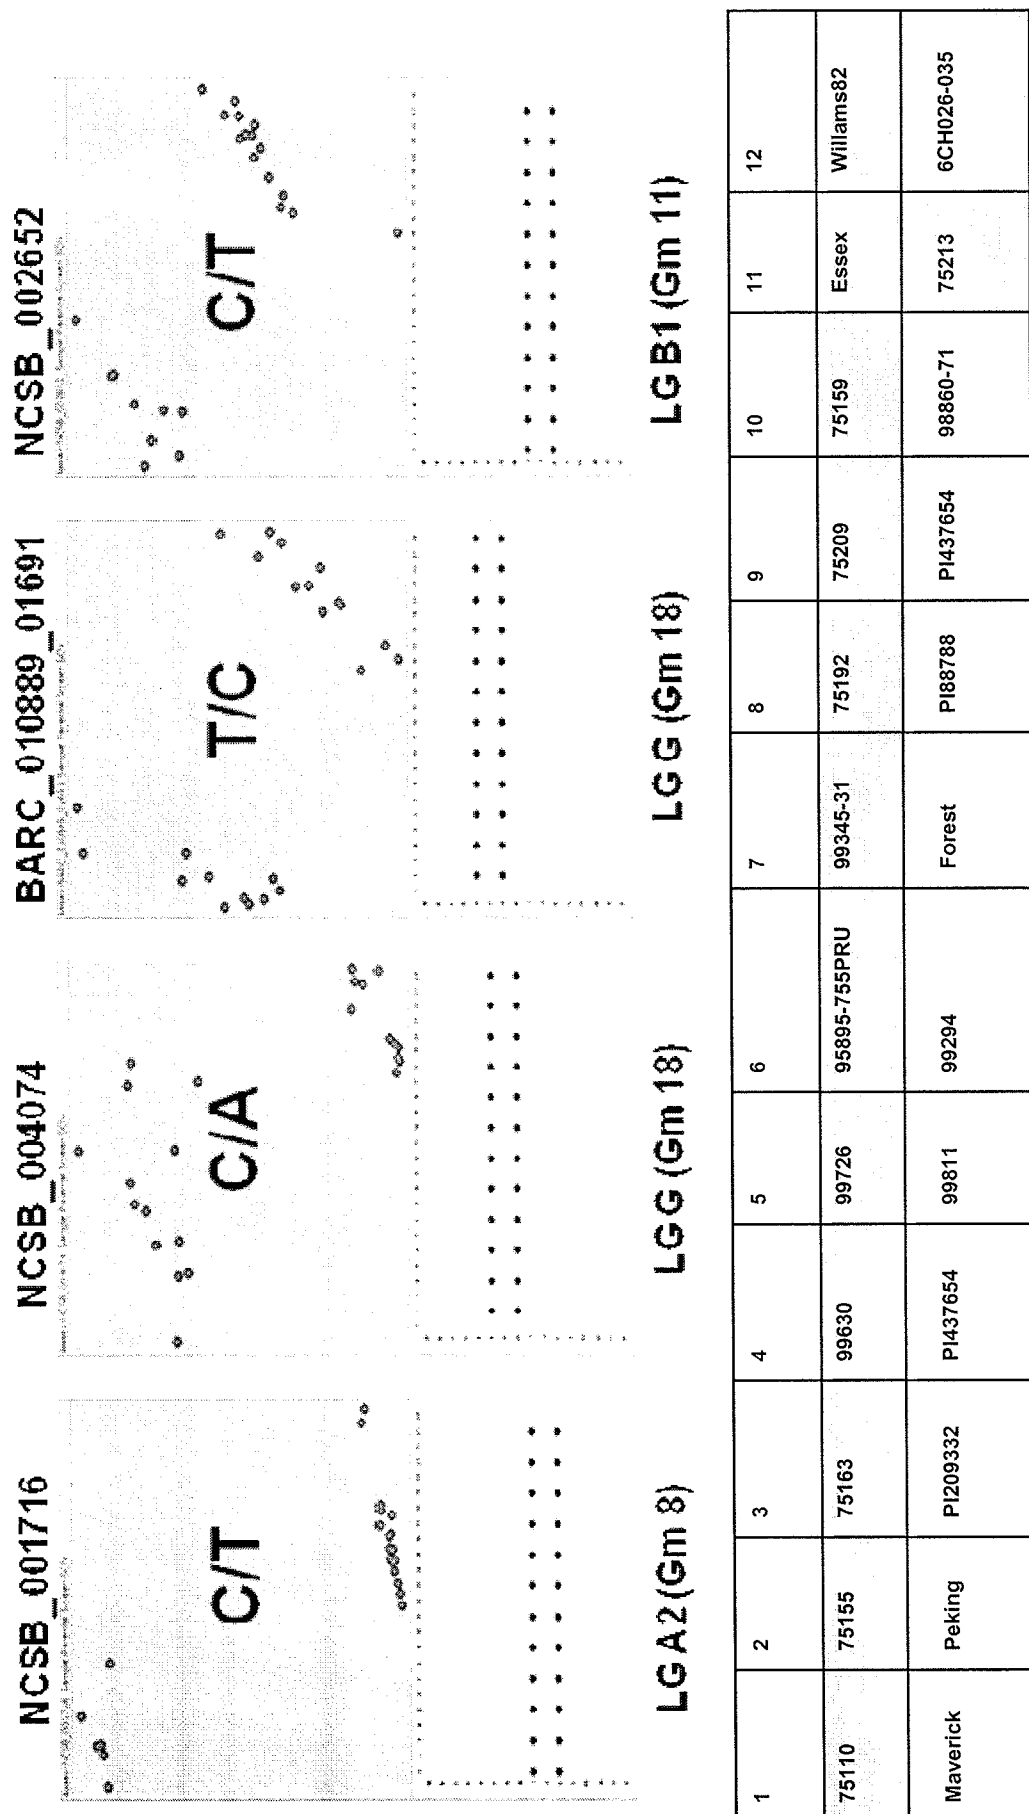 NCSB_001716 NCSB_004074 BARC_010889_01691 NCSB_002652
C/T C/A T/C C/T
LG A2 (Gm 8) LG G (Gm 18) LG G (Gm 18) LG B1 (Gm 11)
1 2 3 4 5 6 7 8 9 10 11 12
75110 75155 75163 99630 99726 95895-755PRU 99345-31 75192 75209 75159 Essex Willams82
Maverick Peking PI209332 PI437654 99811 99294 Forest PI88788 PI437654 98860-71 75213 6CH026-035